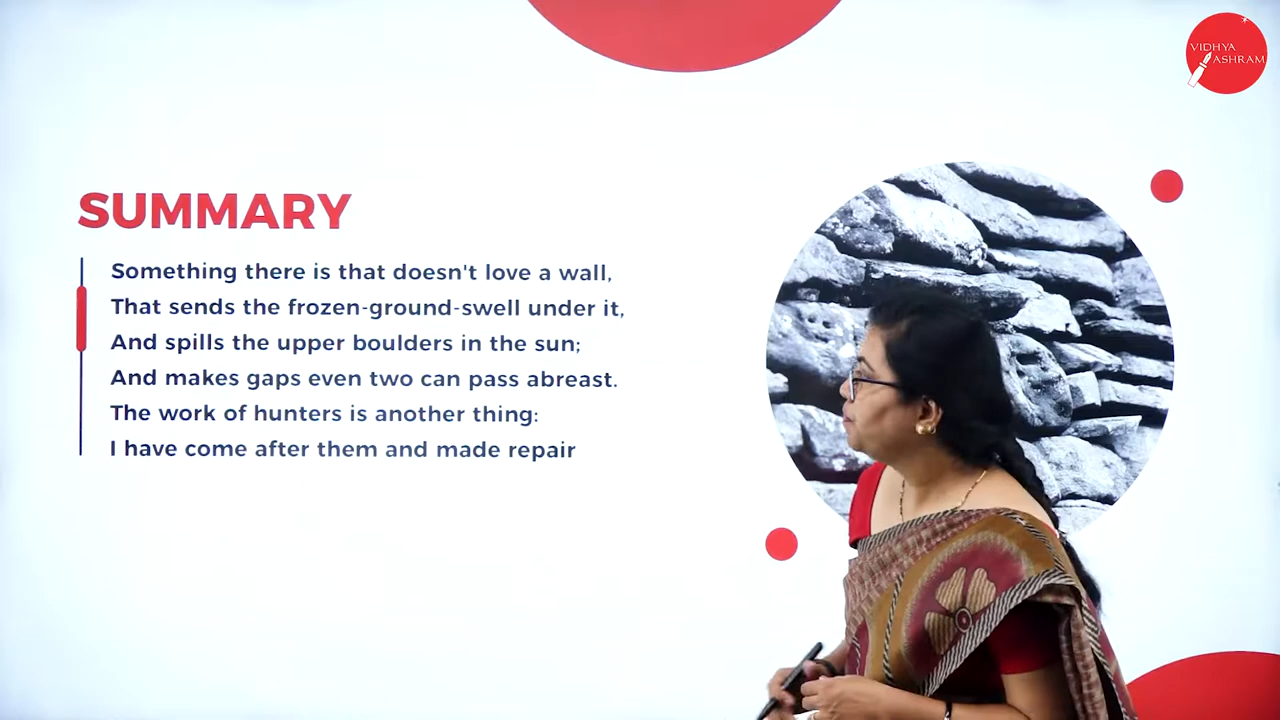 VIDHYA
ASHRAM
SUMMARY
Something there is that doesn't love a wall,
That sends the frozen-ground-swell under it,
And spills the upper boulders in the sun;
And makes gaps even two can pass abreast.
The work of hunters is another thing:
I have come after them and made repair